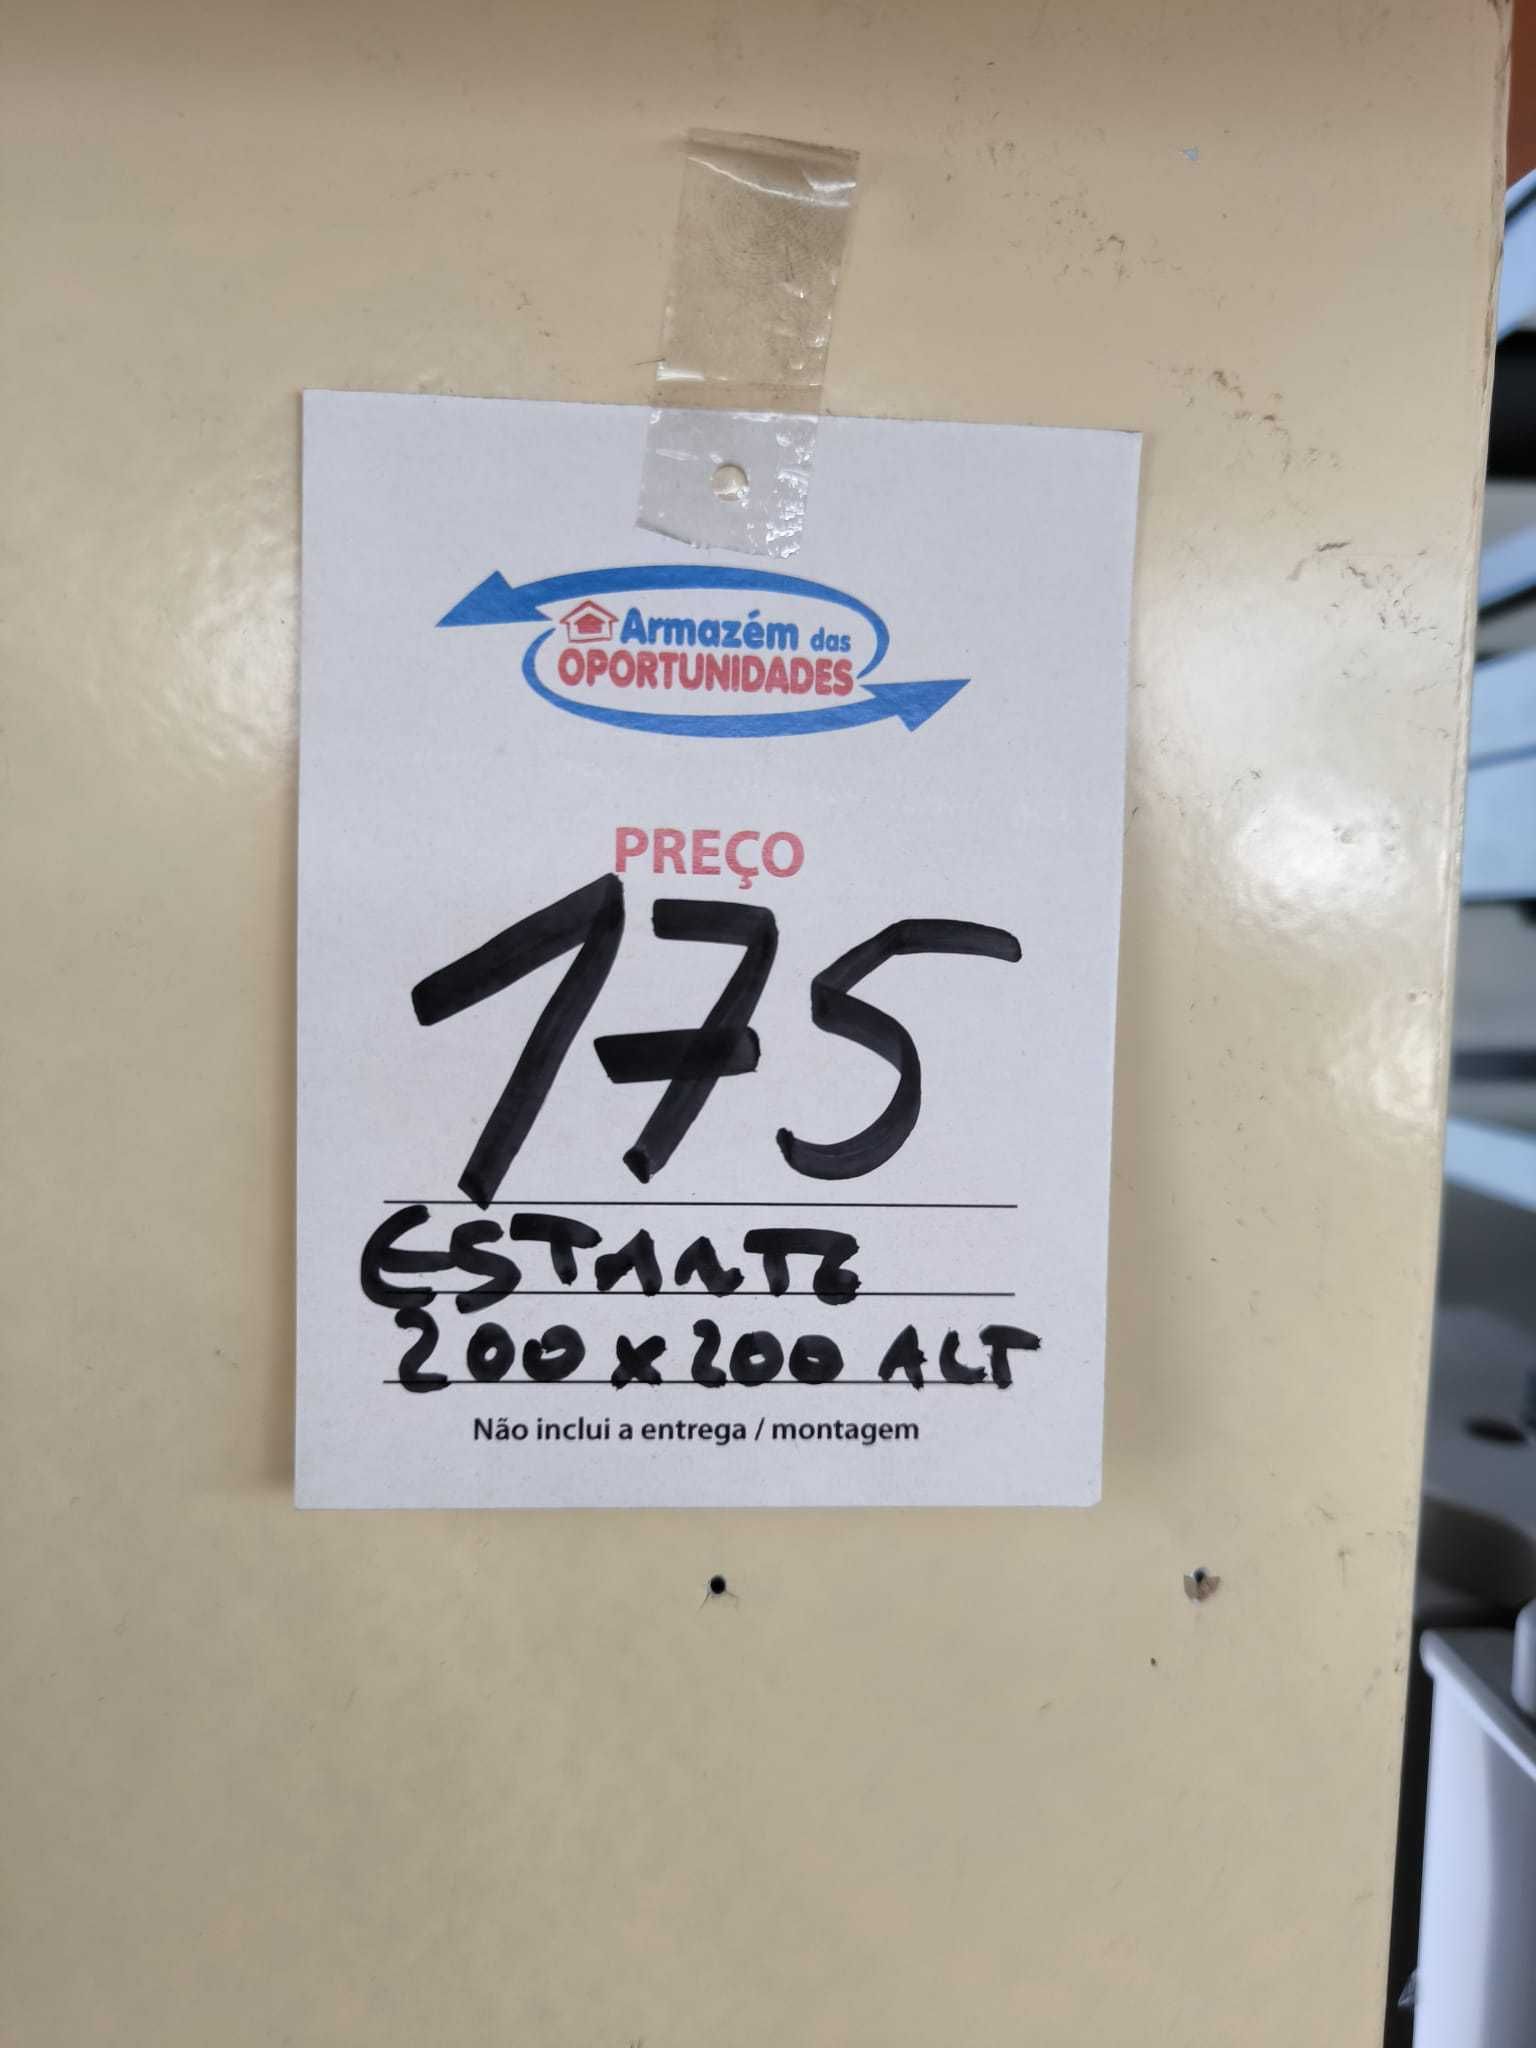 Armazém das
OPORTUNIDADES
PREÇO
175
ESTANTE
200 x 200 ALT
Não inclui a entrega / montagem